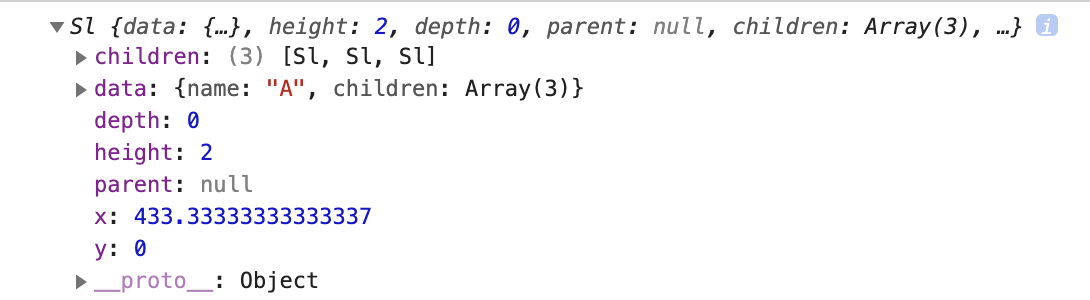 Sl {data: {…}, height: 2, depth: 0, parent: null, children: Array(3), …} i
children: (3) [Sl, Sl, Sl]
data: {name: "A", children: Array(3)}
depth: 0
height: 2
parent: null
x: 433.33333333333337
y: 0
__proto__: Object